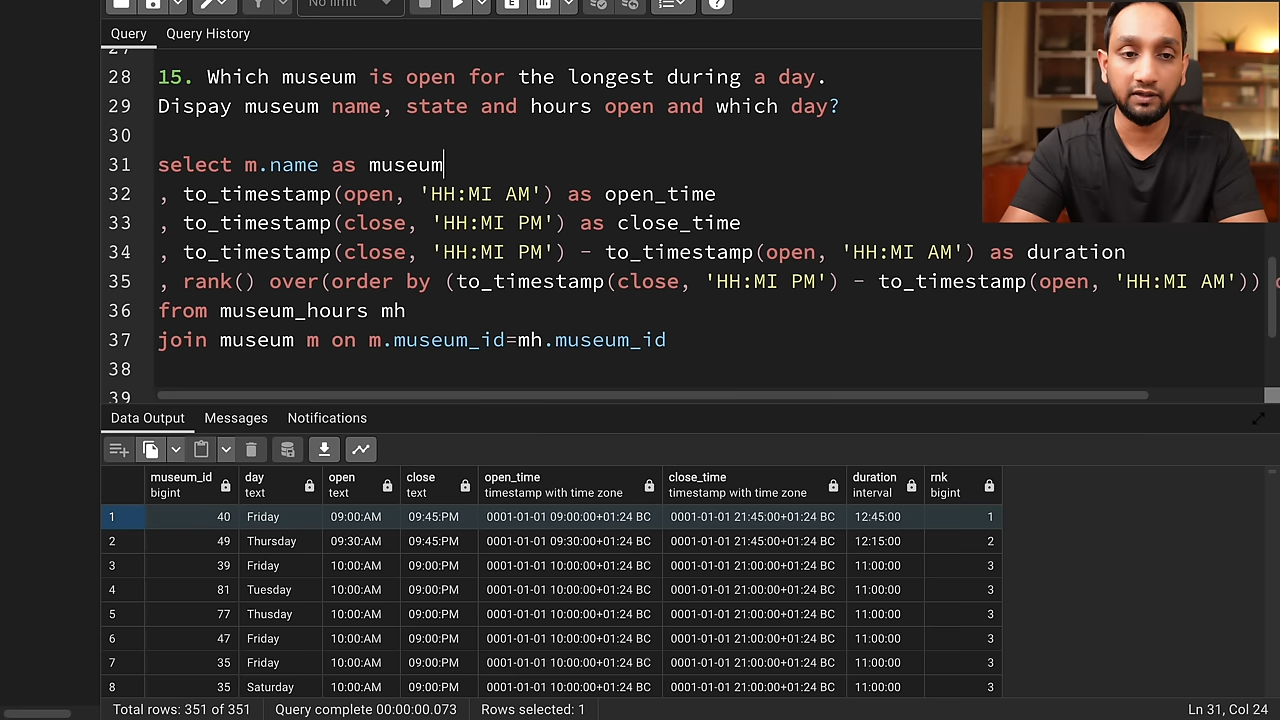 No limit
Query Query History
27
28 15. Which museum is open for the longest during a day.
29 Dispay museum name, state and hours open and which day?
30
31 select m.name as museum
32 , to_timestamp(open, 'HH:MI AM') as open_time
33 , to_timestamp(close, 'HH:MI PM') as close_time
34 , to_timestamp(close, 'HH:MI PM') - to_timestamp(open, 'HH:MI AM') as duration
35 , rank() over(order by (to_timestamp(close, 'HH:MI PM') - to_timestamp(open, 'HH:MI AM'))
36 from museum_hours mh
37 join museum m on m.museum_id=mh.museum_id
38
39
Data Output Messages Notifications
museum_id day open close open_time close_time duration rnk
bigint text text text timestamp with time zone timestamp with time zone interval bigint
1 40 Friday 09:00:AM 09:45:PM 0001-01-01 09:00:00+01:24 BC 0001-01-01 21:45:00+01:24 BC 12:45:00 1
2 49 Thursday 09:30:AM 09:45:PM 0001-01-01 09:30:00+01:24 BC 0001-01-01 21:45:00+01:24 BC 12:15:00 2
3 39 Friday 10:00:AM 09:00:PM 0001-01-01 10:00:00+01:24 BC 0001-01-01 21:00:00+01:24 BC 11:00:00 3
4 81 Tuesday 10:00:AM 09:00:PM 0001-01-01 10:00:00+01:24 BC 0001-01-01 21:00:00+01:24 BC 11:00:00 3
5 77 Thusday 10:00:AM 09:00:PM 0001-01-01 10:00:00+01:24 BC 0001-01-01 21:00:00+01:24 BC 11:00:00 3
6 47 Friday 10:00:AM 09:00:PM 0001-01-01 10:00:00+01:24 BC 0001-01-01 21:00:00+01:24 BC 11:00:00 3
7 35 Friday 10:00:AM 09:00:PM 0001-01-01 10:00:00+01:24 BC 0001-01-01 21:00:00+01:24 BC 11:00:00 3
8 35 Saturday 10:00:AM 09:00:PM 0001-01-01 10:00:00+01:24 BC 0001-01-01 21:00:00+01:24 BC 11:00:00 3
Total rows: 351 of 351 Query complete 00:00:00.073 Rows selected: 1 Ln 31, Col 24